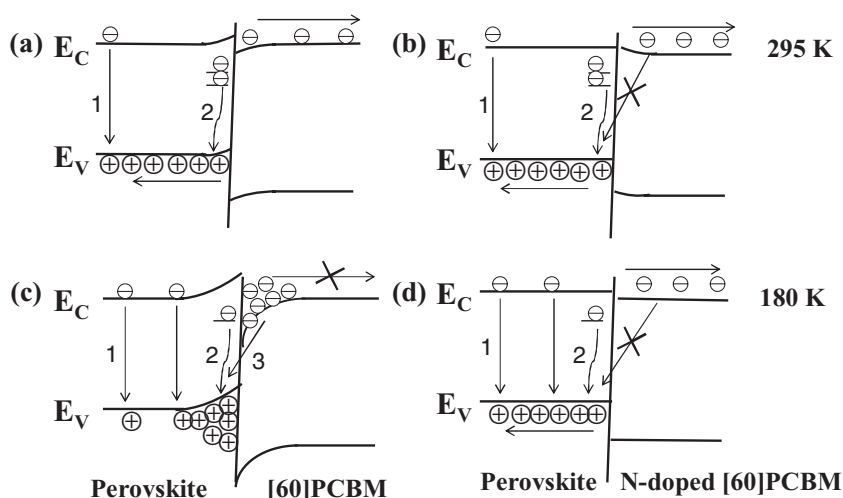 (a) E_C 1 2 E_V
(b) E_C 1 2 E_V 295 K
(c) E_C 1 2 3 E_V
(d) E_C 1 2 E_V 180 K
Perovskite [60]PCBM Perovskite N-doped [60]PCBM